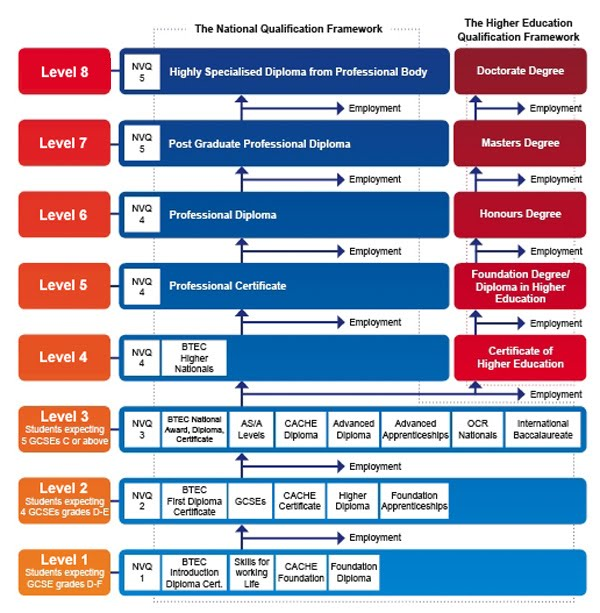 The National Qualification Framework
The Higher Education
Qualification Framework
Level 8
NVQ
5
Highly Specialised Diploma from Professional Body
Doctorate Degree
Employment
Employment
Level 7
NVQ
5
Post Graduate Professional Diploma
Masters Degree
Employment
Employment
Level 6
NVQ
4
Professional Diploma
Honours Degree
Employment
Employment
Level 5
NVQ
4
Professional Certificate
Foundation Degree/
Diploma in Higher
Education
Employment
Employment
Level 4
NVQ
4
BTEC
Higher
Nationals
Certificate of
Higher Education
Employment
Level 3
Students expecting
5 GCSEs C or above
NVQ
3
BTEC National
Award, Diploma,
Certificate
AS/A
Levels
CACHE
Diploma
Advanced
Diploma
Advanced
Apprenticeships
OCR
Nationals
International
Baccalaureate
Employment
Level 2
Students expecting
4 GCSEs grades D-E
NVQ
2
BTEC
First Diploma
Certificate
GCSEs
CACHE
Certificate
Higher
Diploma
Foundation
Apprenticeships
Employment
Level 1
Students expecting
GCSE grades D-F
NVQ
1
BTEC
Introduction
Diploma Cert.
Skills for
working
Life
CACHE
Foundation
Foundation
Diploma